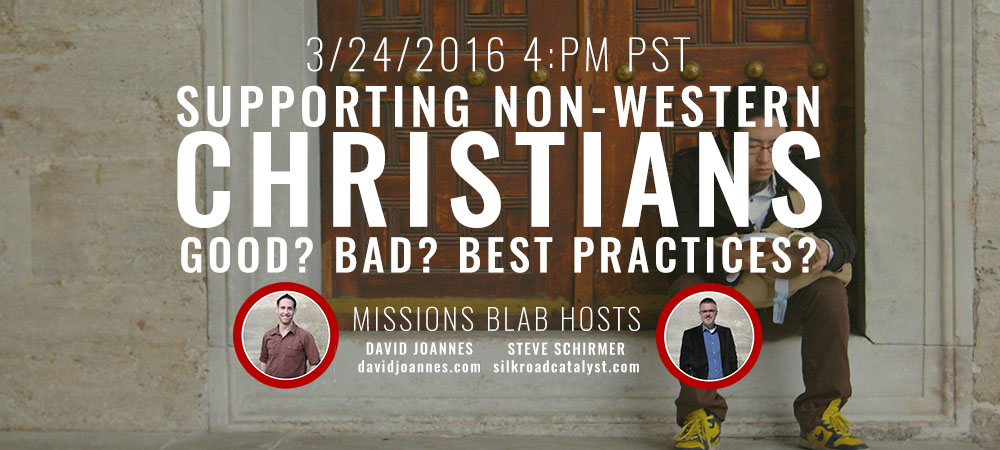 3/24/2016 4:PM PST
SUPPORTING NON-WESTERN
CHRISTIANS
GOOD? BAD? BEST PRACTICES?
MISSIONS BLAB HOSTS
DAVID JOANNES STEVE SCHIRMER
davidjoannes.com silkroadcatalyst.com